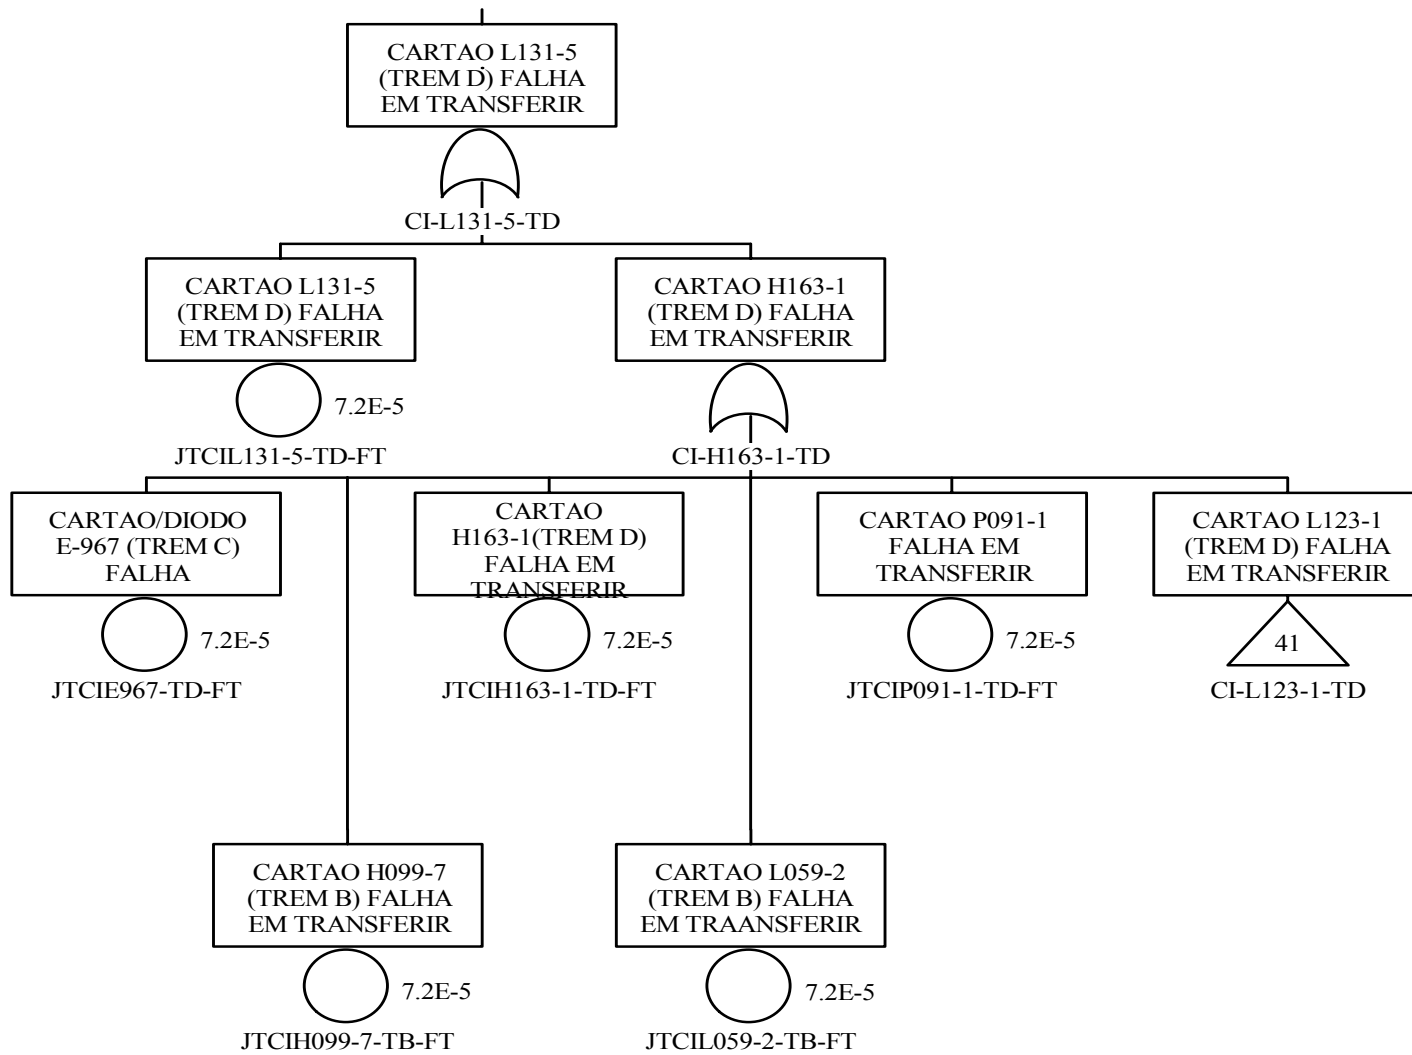 CARTAO L131-5
(TREM D) FALHA
EM TRANSFERIR
CI-L131-5-TD
CARTAO L131-5
(TREM D) FALHA
EM TRANSFERIR
7.2E-5
JTCIL131-5-TD-FT
CARTAO H163-1
(TREM D) FALHA
EM TRANSFERIR
CI-H163-1-TD
CARTAO/DIODO
E-967 (TREM C)
FALHA
7.2E-5
JTCIE967-TD-FT
CARTAO
H163-1(TREM D)
FALHA EM
TRANSFERIR
7.2E-5
JTCIH163-1-TD-FT
CARTAO P091-1
FALHA EM
TRANSFERIR
7.2E-5
JTCIP091-1-TD-FT
CARTAO L123-1
(TREM D) FALHA
EM TRANSFERIR
41
CI-L123-1-TD
CARTAO H099-7
(TREM B) FALHA
EM TRANSFERIR
7.2E-5
JTCIH099-7-TB-FT
CARTAO L059-2
(TREM B) FALHA
EM TRAANSFERIR
7.2E-5
JTCIL059-2-TB-FT